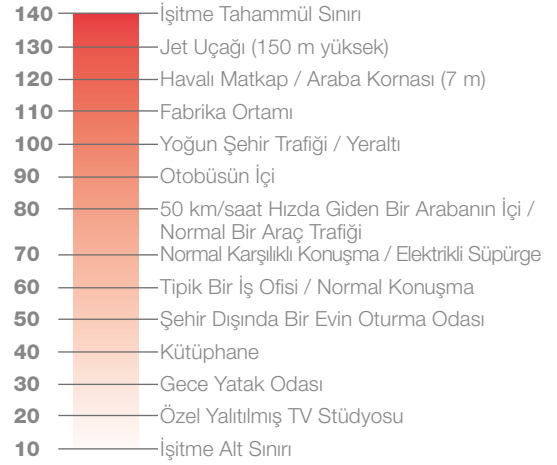 140 İşitme Tahammül Sınırı
130 Jet Uçağı (150 m yüksek)
120 Havalı Matkap / Araba Kornası (7 m)
110 Fabrika Ortamı
100 Yoğun Şehir Trafiği / Yeraltı
90 Otobüsün İçi
80 50 km/saat Hızda Giden Bir Arabanın İçi /
Normal Bir Araç Trafiği
70 Normal Karşılıklı Konuşma / Elektrikli Süpürge
60 Tipik Bir İş Ofisi / Normal Konuşma
50 Şehir Dışında Bir Evin Oturma Odası
40 Kütüphane
30 Gece Yatak Odası
20 Özel Yalıtılmış TV Stüdyosu
10 İşitme Alt Sınırı